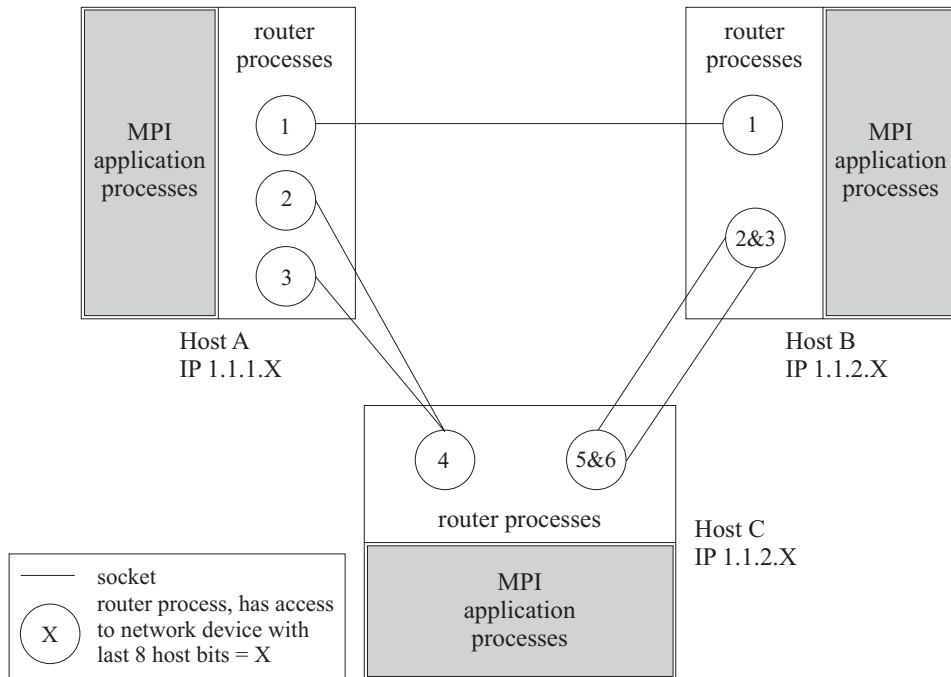 router
processes
MPI
application
processes
1
2
3
Host A
IP 1.1.1.X
router
processes
1
2&3
MPI
application
processes
Host B
IP 1.1.2.X
4
5&6
router processes
MPI
application
processes
Host C
IP 1.1.2.X
socket
X
router process, has access
to network device with
last 8 host bits = X